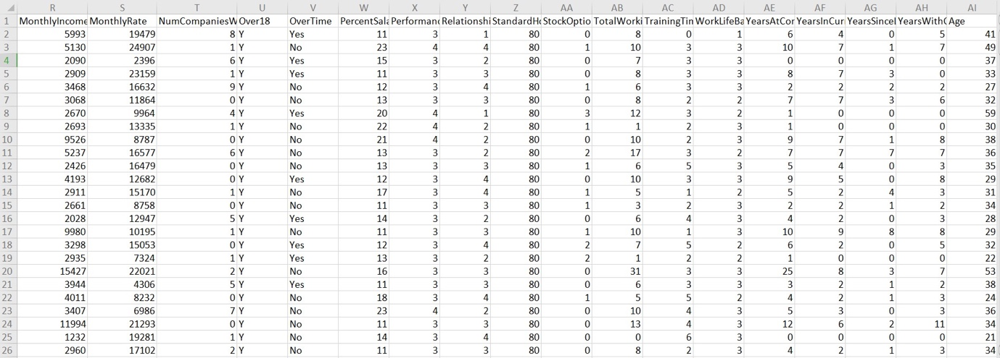 R S T U V W X Y Z AA AB AC AD AE AF AG AH AI
1 MonthlyIncome MonthlyRate NumCompaniesW Over18 OverTime PercentSala Performanc Relationshi StandardHo StockOptio TotalWorki TrainingTim WorkLifeBa YearsAtCor YearsInCur YearsSinceL YearsWithC Age
2 5993 19479 8 Y Yes 11 3 1 80 0 8 0 1 6 4 0 5 41
3 5130 24907 1 Y No 23 4 4 80 1 10 3 3 10 7 1 7 49
4 2090 2396 6 Y Yes 15 3 2 80 0 7 3 3 0 0 0 0 37
5 2909 23159 1 Y Yes 11 3 3 80 0 8 3 3 8 7 3 0 33
6 3468 16632 9 Y No 12 3 4 80 1 6 3 3 2 2 2 2 27
7 3068 11864 0 Y No 13 3 3 80 0 8 2 2 7 7 3 6 32
8 2670 9964 4 Y Yes 20 4 1 80 3 12 3 2 1 0 0 0 59
9 2693 13335 1 Y No 22 4 2 80 1 1 2 3 1 0 0 0 30
10 9526 8787 0 Y No 21 4 2 80 0 10 2 3 9 7 1 8 38
11 5237 16577 6 Y No 13 3 2 80 2 17 3 2 7 7 7 7 36
12 2426 16479 0 Y No 13 3 3 80 1 6 5 3 5 4 0 3 35
13 4193 12682 0 Y Yes 12 3 4 80 0 10 3 3 9 5 0 8 29
14 2911 15170 1 Y No 17 3 4 80 1 5 1 2 5 2 4 3 31
15 2661 8758 0 Y No 11 3 3 80 1 3 2 3 2 2 1 2 34
16 2028 12947 5 Y Yes 14 3 2 80 0 6 4 3 4 2 0 3 28
17 9980 10195 1 Y No 11 3 3 80 1 10 1 3 10 9 8 8 29
18 3298 15053 0 Y Yes 12 3 4 80 2 7 5 2 6 2 0 5 32
19 2935 7324 1 Y Yes 13 3 2 80 2 1 2 2 1 0 0 0 22
20 15427 22021 2 Y No 16 3 3 80 0 31 3 3 25 8 3 7 53
21 3944 4306 5 Y Yes 11 3 3 80 0 6 3 3 3 2 1 2 38
22 4011 8232 0 Y No 18 3 4 80 1 5 5 2 4 2 1 3 24
23 3407 6986 7 Y No 23 4 2 80 0 10 4 3 5 3 0 3 36
24 11994 21293 0 Y No 11 3 3 80 0 13 4 3 12 6 2 11 34
25 1232 19281 1 Y No 14 3 4 80 0 0 6 3 0 0 0 0 21
26 2960 17102 2 Y No 11 3 3 80 0 8 2 3 4 2 1 3 34